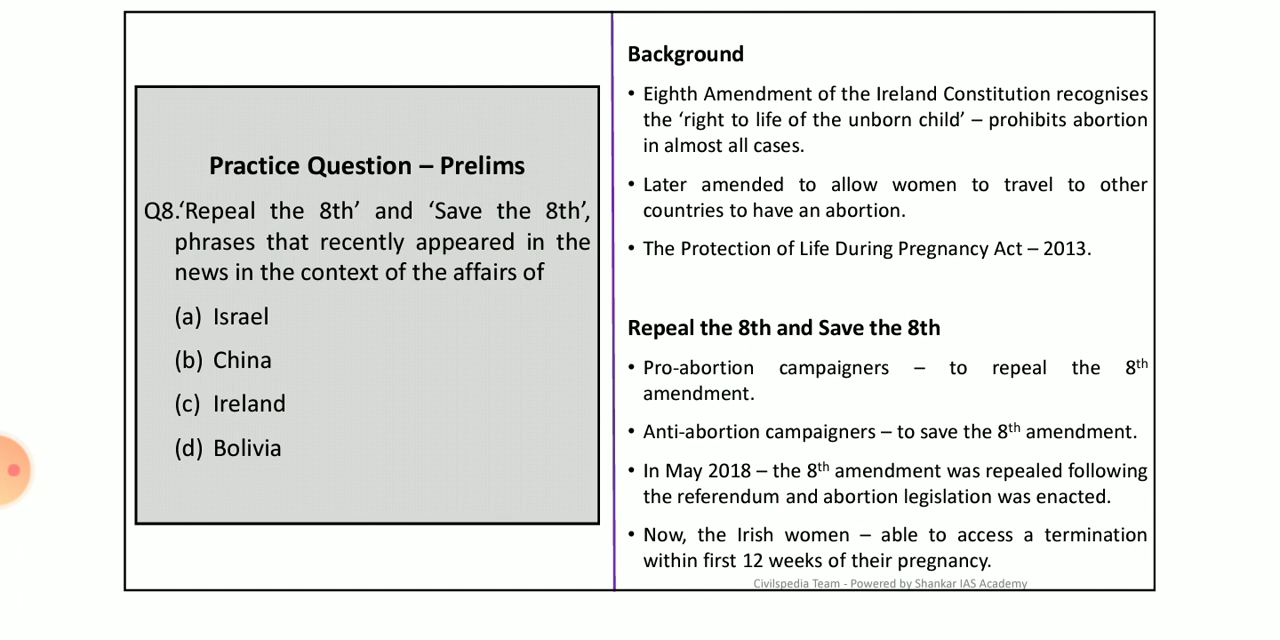 Practice Question – Prelims
Q8.‘Repeal the 8th’ and ‘Save the 8th’,
phrases that recently appeared in the
news in the context of the affairs of
(a) Israel
(b) China
(c) Ireland
(d) Bolivia
Background
• Eighth Amendment of the Ireland Constitution recognises
the ‘right to life of the unborn child’ – prohibits abortion
in almost all cases.
• Later amended to allow women to travel to other
countries to have an abortion.
• The Protection of Life During Pregnancy Act – 2013.
Repeal the 8th and Save the 8th
• Pro-abortion campaigners – to repeal the 8th
amendment.
• Anti-abortion campaigners – to save the 8th amendment.
• In May 2018 – the 8th amendment was repealed following
the referendum and abortion legislation was enacted.
• Now, the Irish women – able to access a termination
within first 12 weeks of their pregnancy.
Civilspedia Team - Powered by Shankar IAS Academy